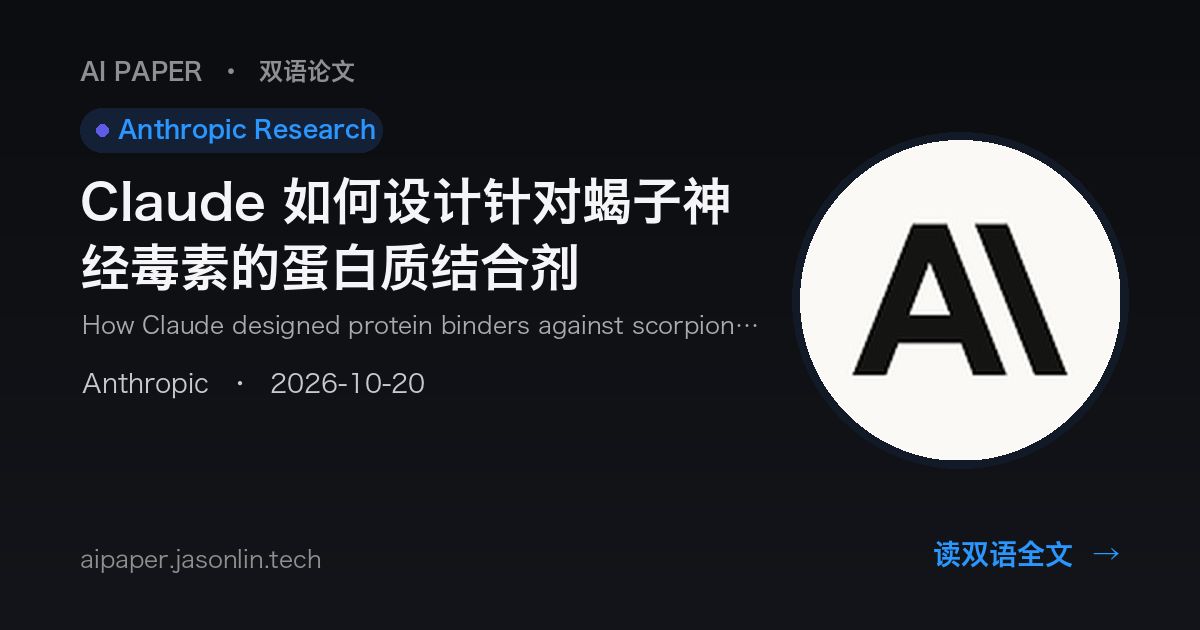 AI PAPER · 双语论文
Anthropic Research
Claude 如何设计针对蝎子神
经毒素的蛋白质结合剂
How Claude designed protein binders against scorpion…
Anthropic · 2026-10-20
aipaper.jasonlin.tech
读双语全文 →